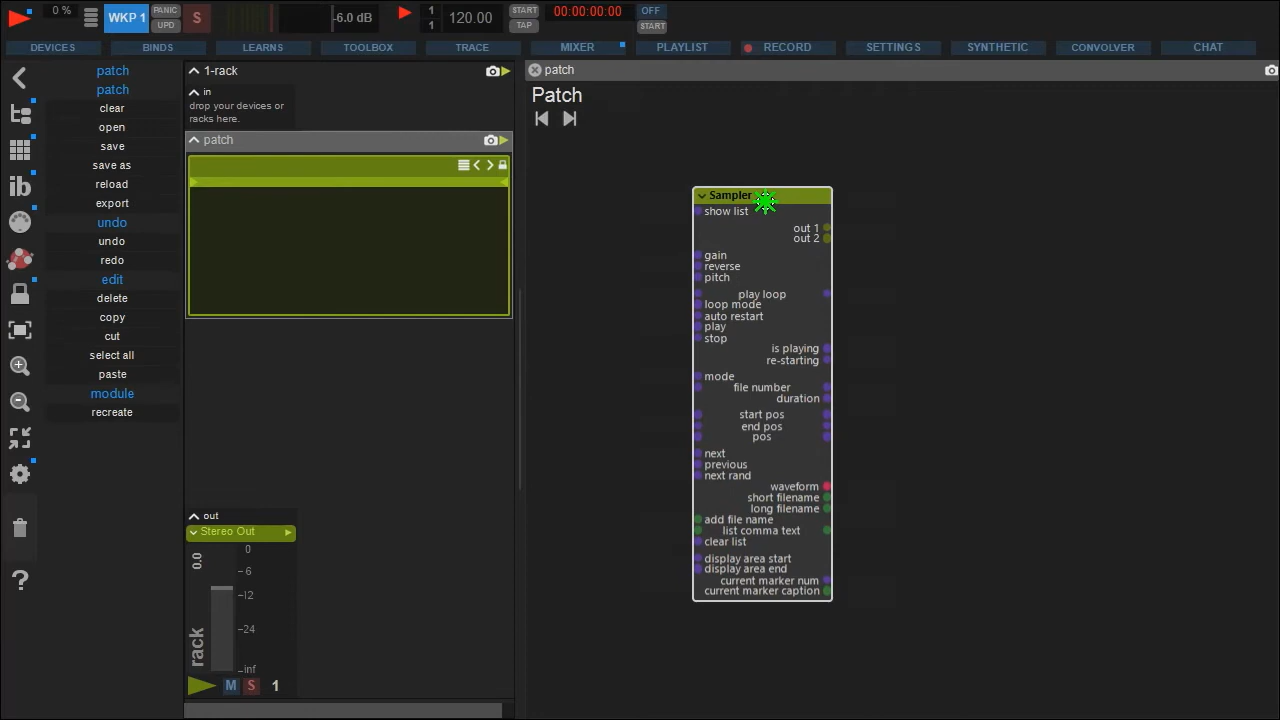 0 %
WKP 1
PANIC
UPD
S
-6.0 dB
1
1
120.00
START
TAP
00:00:00:00
OFF
START
DEVICES BINDS LEARNS TOOLBOX TRACE MIXER PLAYLIST RECORD SETTINGS SYNTHETIC CONVOLVER CHAT
patch
patch
clear
open
save
save as
reload
export
undo
undo
redo
edit
delete
copy
cut
select all
paste
module
recreate
ib
?
1-rack
in
drop your devices or
racks here.
patch
out
Stereo Out
0.0
0
-6
-12
-24
-inf
rack
M S 1
patch
Patch
Sampler
show list
out 1
out 2
gain
reverse
pitch
play loop
loop mode
auto restart
play
stop
is playing
re-starting
mode
file number
duration
start pos
end pos
pos
next
previous
next rand
waveform
short filename
long filename
add file name
list comma text
clear list
display area start
display area end
current marker num
current marker caption